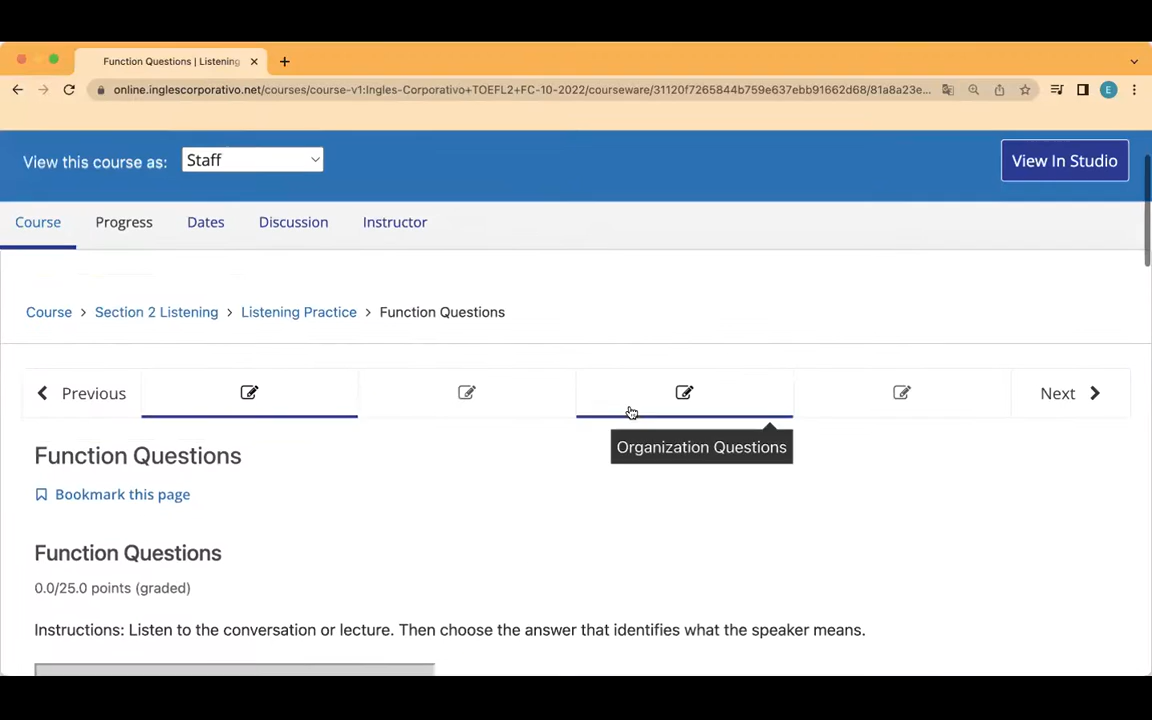 Function Questions | Listening
online.inglescorporativo.net/courses/course-v1:Ingles-Corporativo+TOEFL2+FC-10-2022/courseware/31120f7265844b759e637ebb91662d68/81a8a23e...
E
View this course as:
Staff
View In Studio
Course
Progress
Dates
Discussion
Instructor
Course > Section 2 Listening > Listening Practice > Function Questions
Previous
Next
Organization Questions
Function Questions
Bookmark this page
Function Questions
0.0/25.0 points (graded)
Instructions: Listen to the conversation or lecture. Then choose the answer that identifies what the speaker means.